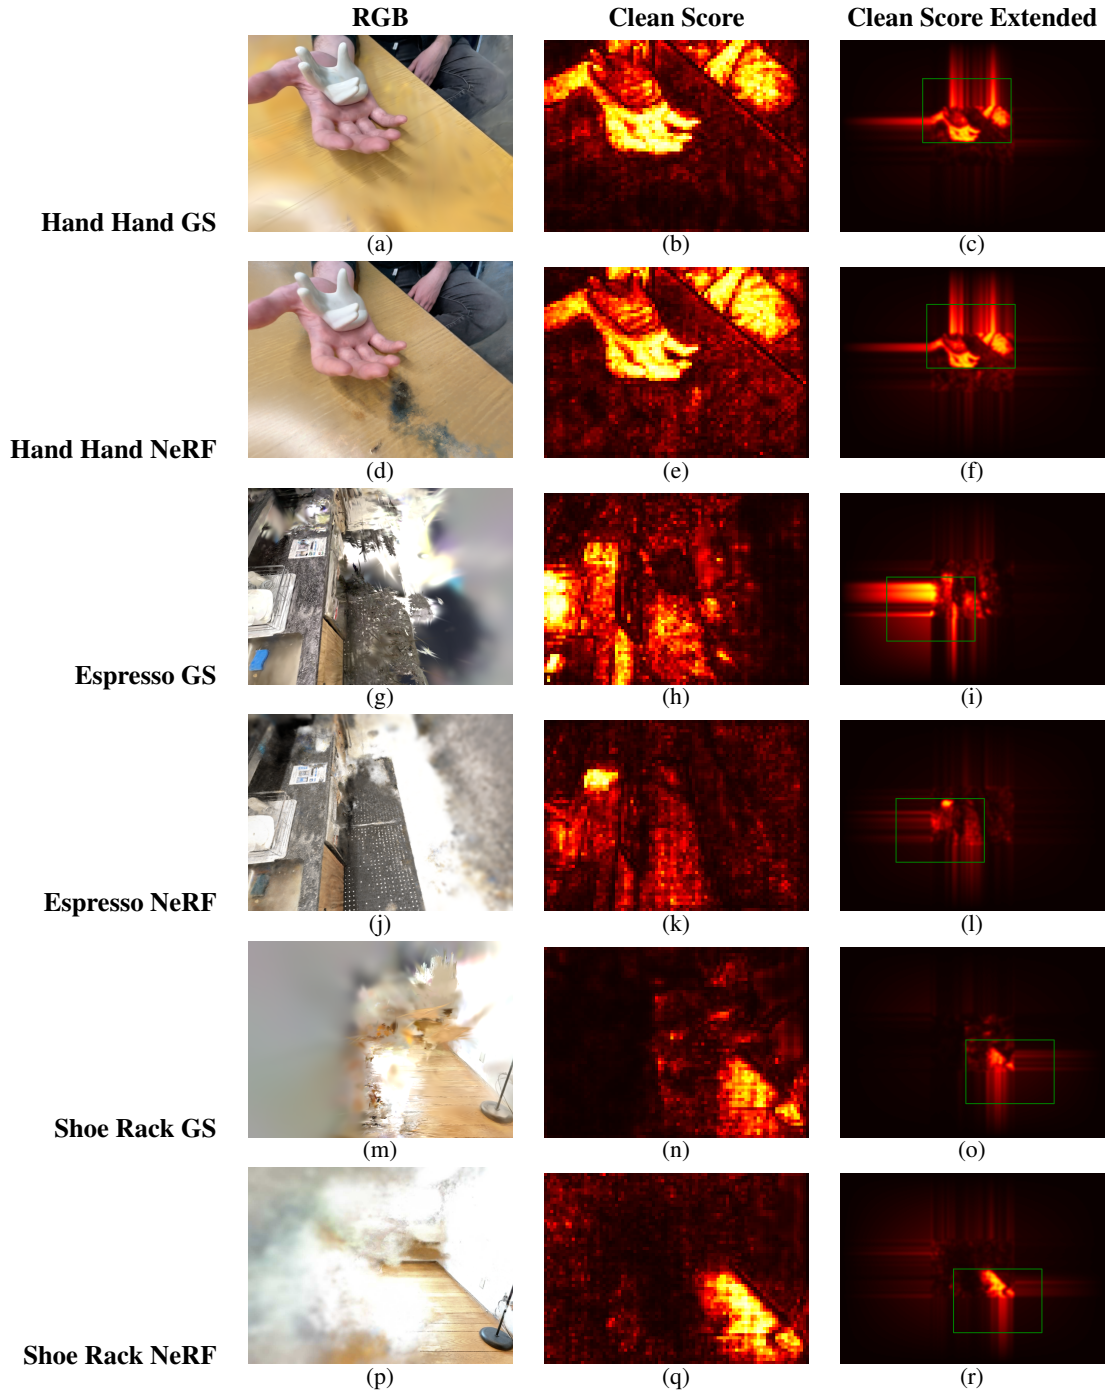 RGB Clean Score Clean Score Extended
Hand Hand GS
(a) (b) (c)
Hand Hand NeRF
(d) (e) (f)
Espresso GS
(g) (h) (i)
Espresso NeRF
(j) (k) (l)
Shoe Rack GS
(m) (n) (o)
Shoe Rack NeRF
(p) (q) (r)